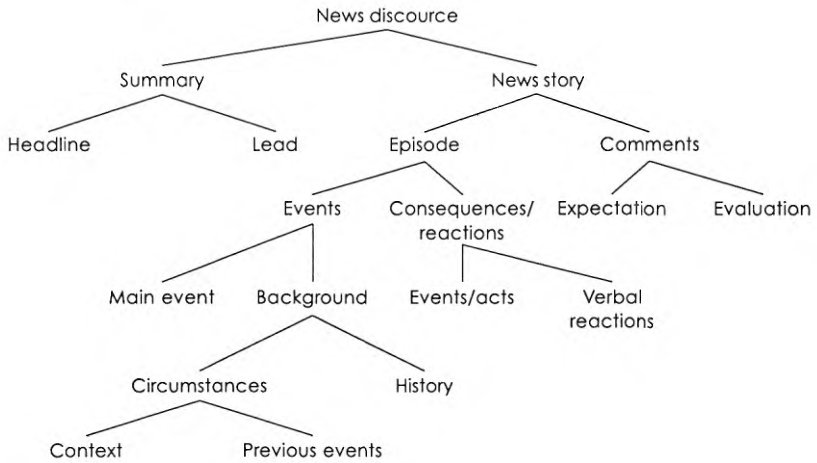 News discource
Summary News story
Headline Lead Episode Comments
Events Consequences/ Expectation Evaluation
reactions
Main event Background Events/acts Verbal
reactions
Circumstances History
Context Previous events